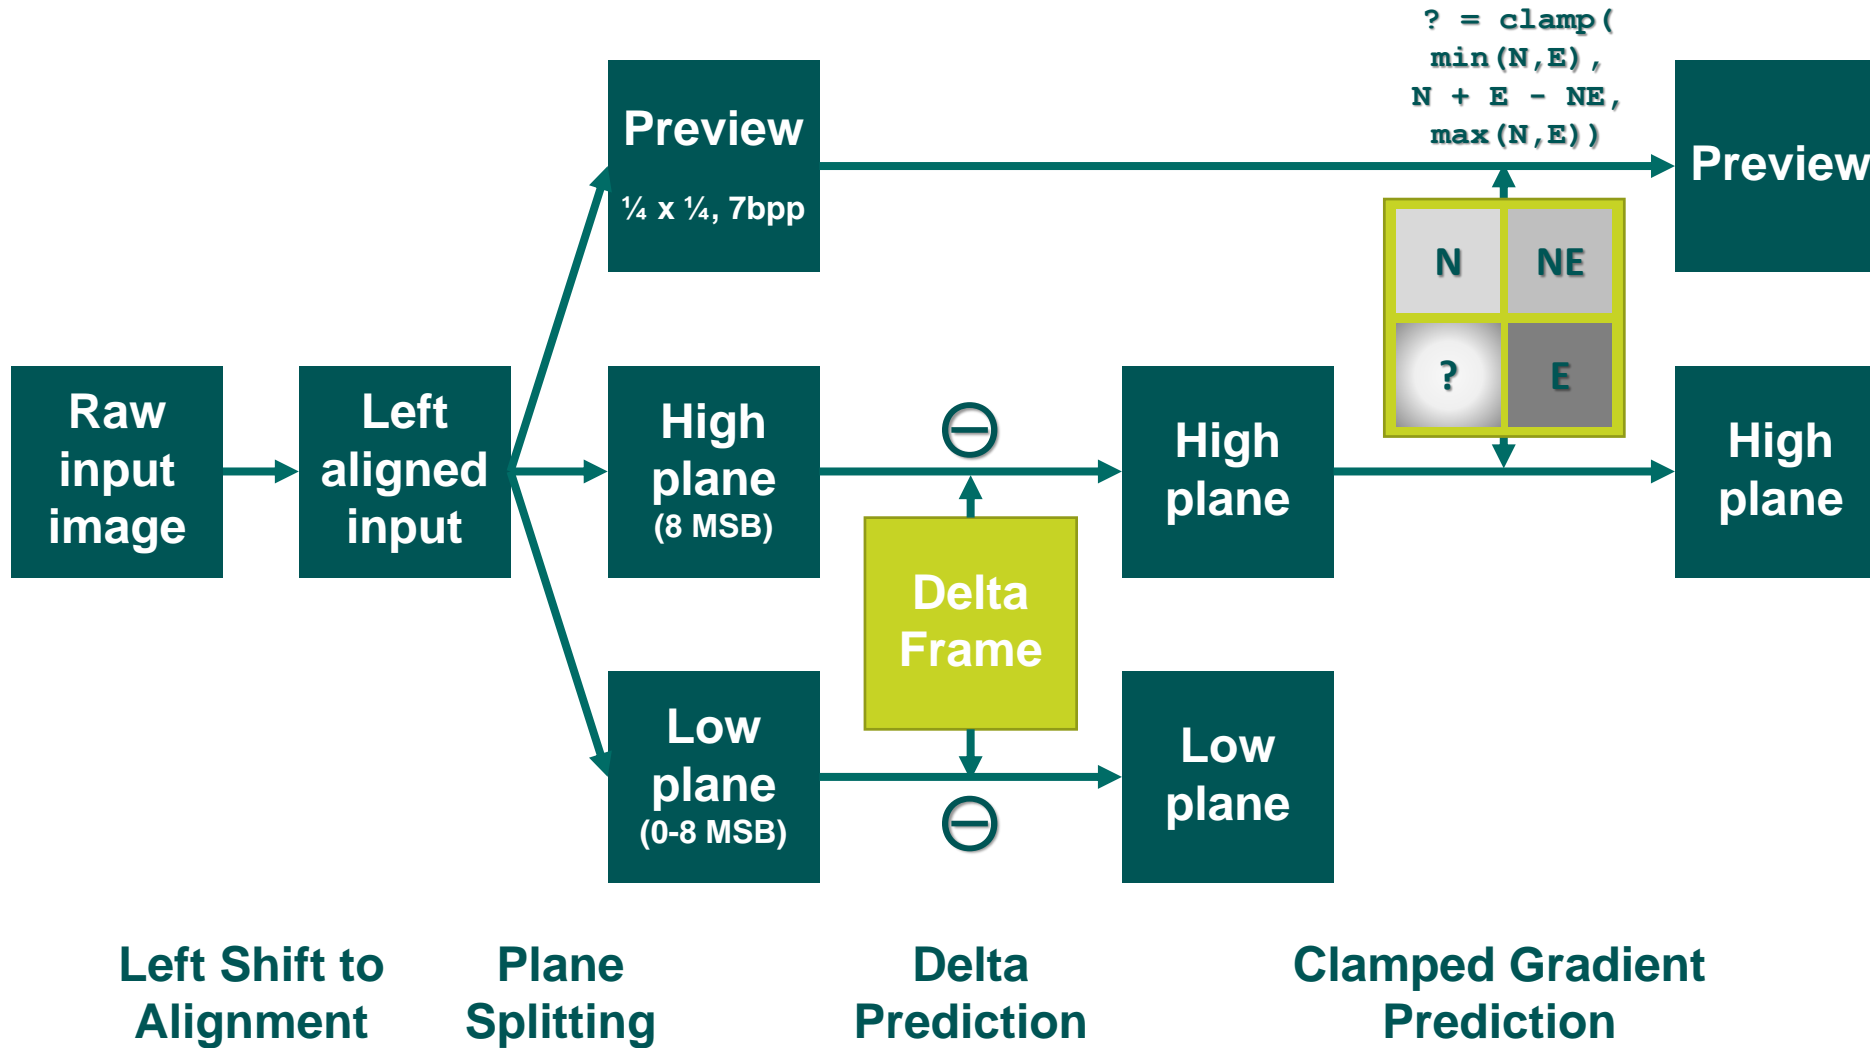 ? = clamp(
min(N,E),
N + E - NE,
max(N,E))
Preview
¼ x ¼, 7bpp
Preview
N
NE
?
E
Raw
input
image
Left
aligned
input
High
plane
(8 MSB)
High
plane
High
plane
Delta
Frame
Low
plane
(0-8 MSB)
Low
plane
Left Shift to
Alignment
Plane
Splitting
Delta
Prediction
Clamped Gradient
Prediction